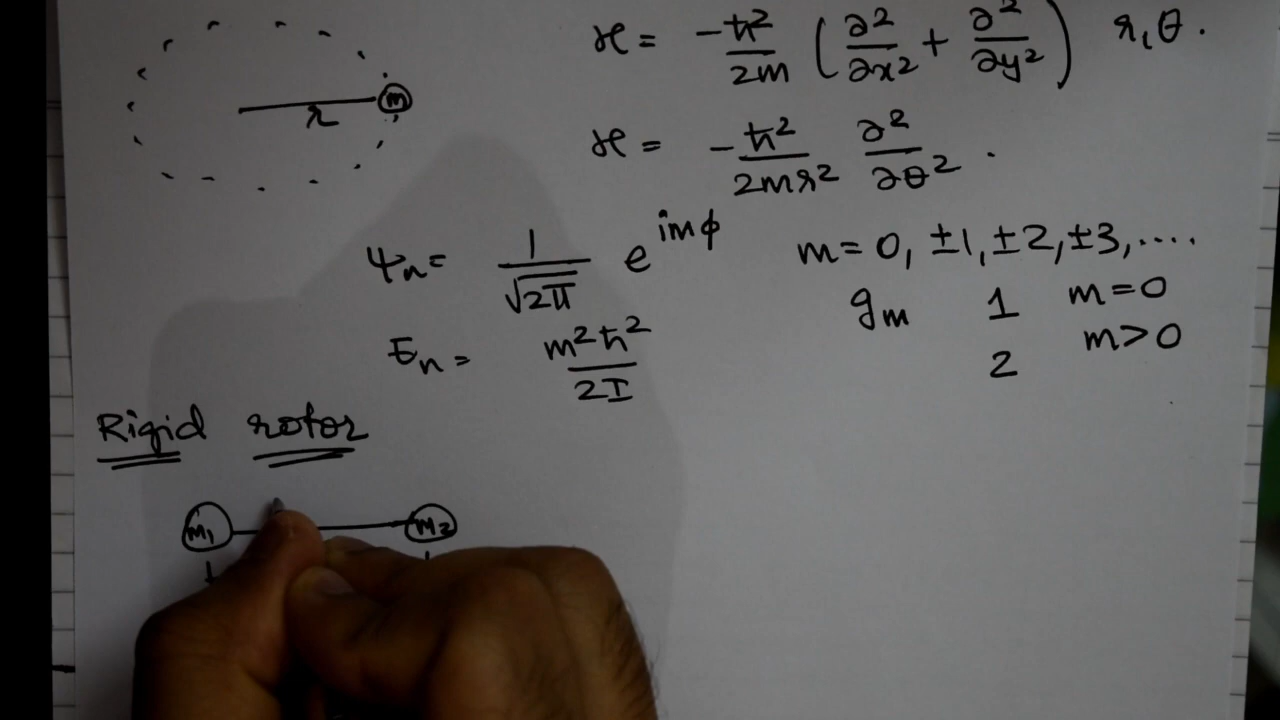 ℋ = -ħ²/2m (∂²/∂x² + ∂²/∂y²) r, θ.
m
r
ℋ = -ħ²/2mr² ∂²/∂θ².
ψₙ = 1/√2π e^imφ m = 0, ±1, ±2, ±3, ....
gₘ 1 m = 0
Eₙ = m²ħ²/2I 2 m > 0
Rigid rotor
m₁ m₂